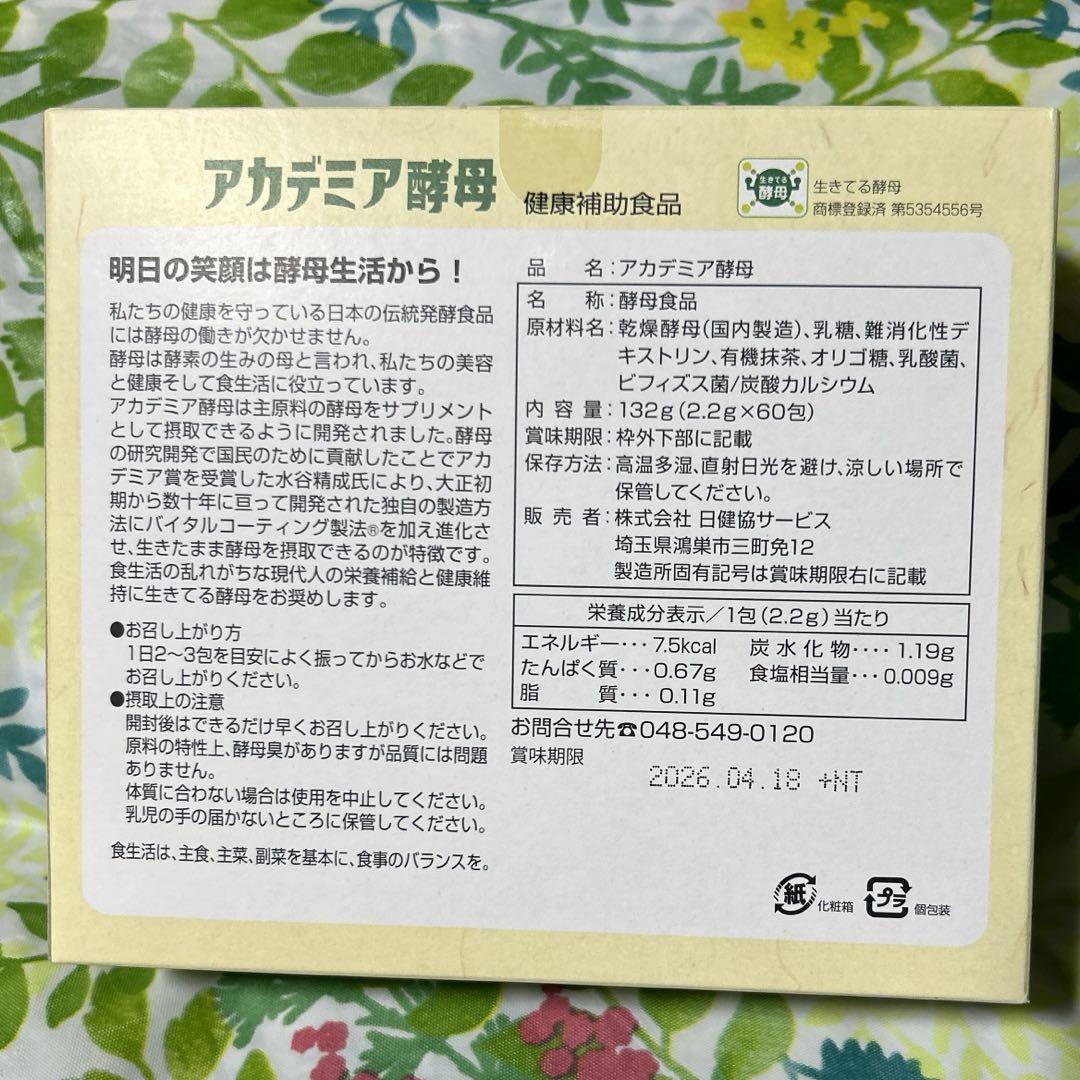 アカデミア酵母 健康補助食品
生きてる
酵母
生きてる酵母
商標登録済 第5354556号
明日の笑顔は酵母生活から！
私たちの健康を守っている日本の伝統発酵食品
には酵母の働きが欠かせません。
酵母は酵素の生みの母と言われ、私たちの美容
と健康そして食生活に役立っています。
アカデミア酵母は主原料の酵母をサプリメント
として摂取できるように開発されました。酵母
の研究開発で国民のために貢献したことでアカ
デミア賞を受賞した水谷精成氏により、大正初
期から数十年に亘って開発された独自の製造方
法にバイタルコーティング製法®を加え進化さ
せ、生きたまま酵母を摂取できるのが特徴です。
食生活の乱れがちな現代人の栄養補給と健康維
持に生きてる酵母をお奨めします。
●お召し上がり方
1日2〜3包を目安によく振ってからお水などで
お召し上がりください。
●摂取上の注意
開封後はできるだけ早くお召し上がりください。
原料の特性上、酵母臭がありますが品質には問題
ありません。
体質に合わない場合は使用を中止してください。
乳児の手の届かないところに保管してください。
食生活は、主食、主菜、副菜を基本に、食事のバランスを。
品 名：アカデミア酵母
名 称：酵母食品
原材料名：乾燥酵母（国内製造）、乳糖、難消化性デ
キストリン、有機抹茶、オリゴ糖、乳酸菌、
ビフィズス菌/炭酸カルシウム
内 容 量：132g（2.2g×60包）
賞味期限：枠外下部に記載
保存方法：高温多湿、直射日光を避け、涼しい場所で
保管してください。
販 売 者：株式会社 日健協サービス
埼玉県鴻巣市三町免12
製造所固有記号は賞味期限右に記載
栄養成分表示／1包（2.2g）当たり
エネルギー･･･7.5kcal 炭水化物････1.19g
たんぱく質･･･0.67g 食塩相当量･･･0.009g
脂 質･･･0.11g
お問合せ先☎048-549-0120
賞味期限
2026.04.18 +NT
紙 化粧箱 プラ 個包装